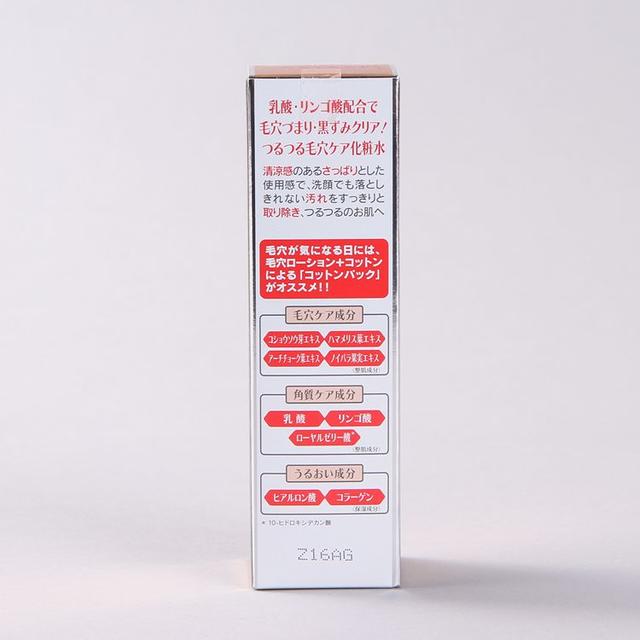 乳酸・リンゴ酸配合で
毛穴づまり・黒ずみクリア!
つるつる毛穴ケア化粧水
清涼感のあるさっぱりとした
使用感で、洗顔でも落とし
きれない汚れをすっきりと
取り除き、つるつるのお肌へ
毛穴が気になる日には、
毛穴ローション+コットン
による「コットンパック」
がオススメ!!
毛穴ケア成分
コショウソウ芽エキス ハマメリス葉エキス
アーチチョーク葉エキス ノイバラ果実エキス
(整肌成分)
角質ケア成分
乳酸 リンゴ酸
ローヤルゼリー酸*
(整肌成分)
うるおい成分
ヒアルロン酸 コラーゲン
(保湿成分)
* 10-ヒドロキシデカン酸
Z16AG